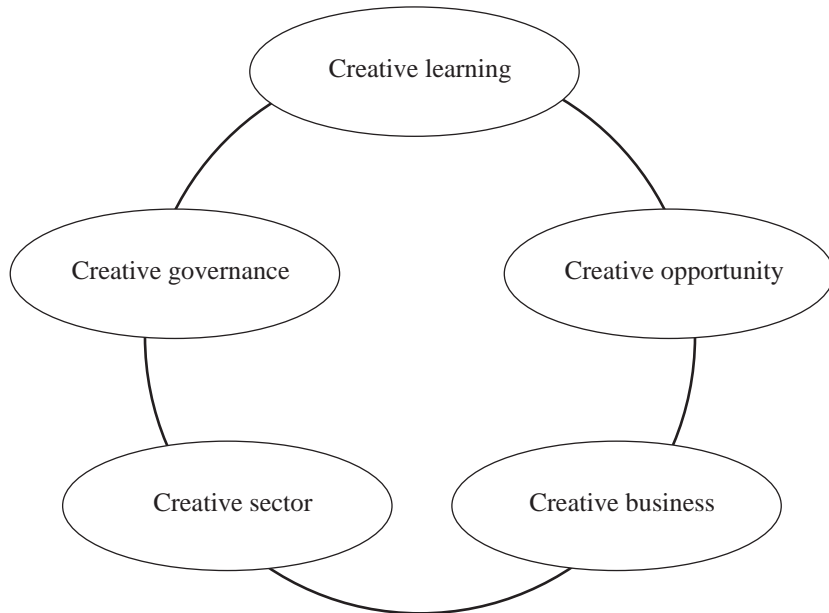 Creative learning
Creative governance
Creative opportunity
Creative sector
Creative business